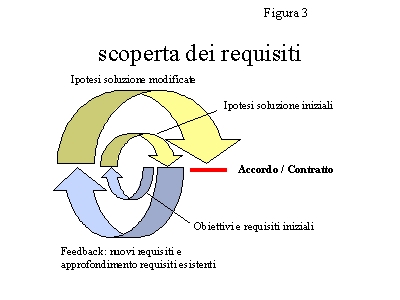 Figura 3
scoperta dei requisiti
Ipotesi soluzione modificate
Ipotesi soluzione iniziali
Accordo / Contratto
Obiettivi e requisiti iniziali
Feedback: nuovi requisiti e
approfondimento requisiti esistenti